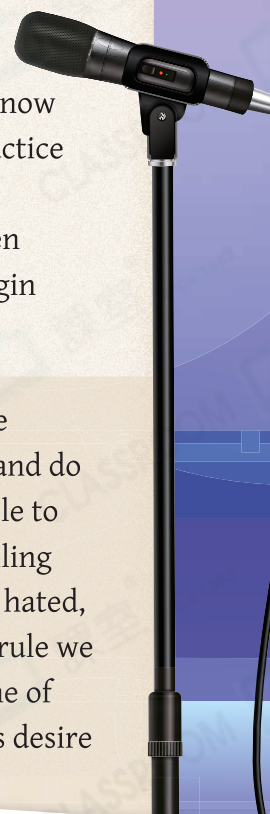 now
actice
en
gin
e
and do
le to
ling
hated,
rule we
ne of
s desire